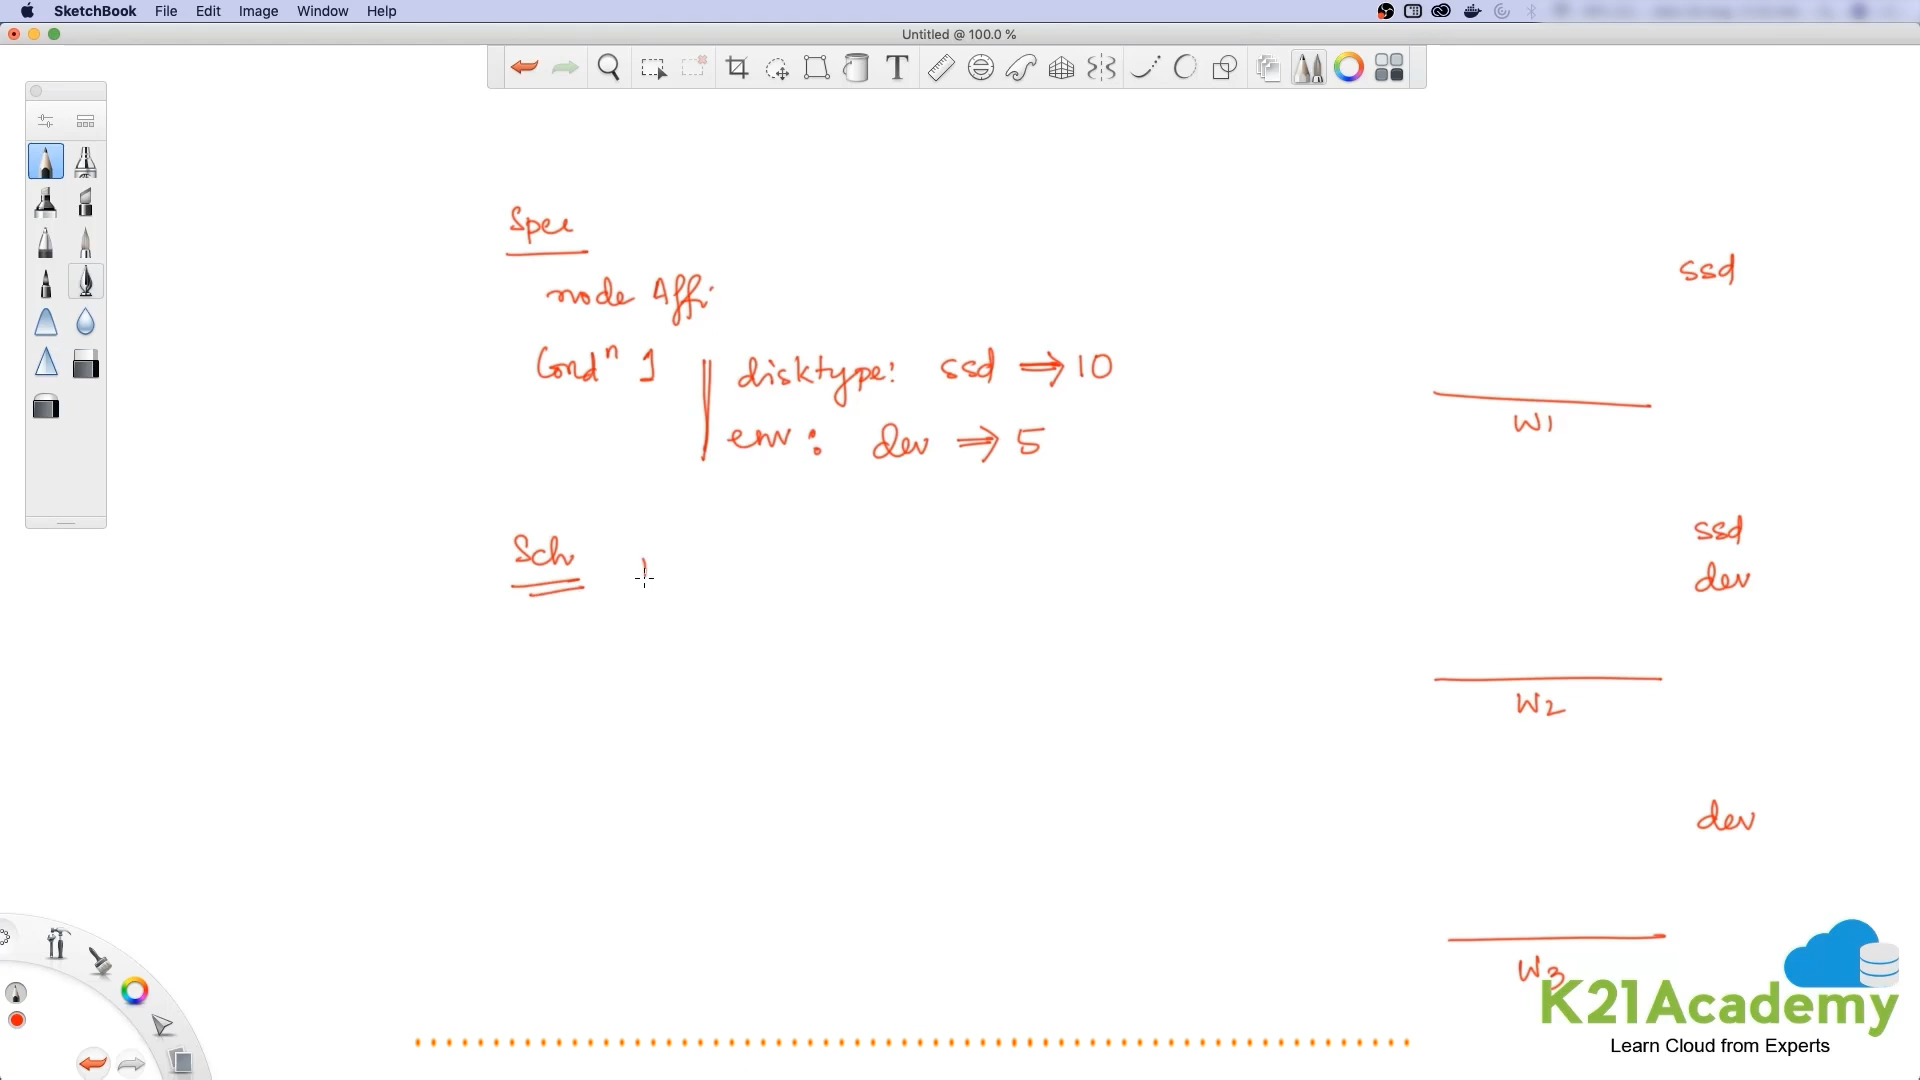 SketchBook File Edit Image Window Help
Untitled @ 100.0 %
Spec
node Affi
Condⁿ 1
disktype: ssd ⇒ 10
env : dev ⇒ 5
Sch
ssd
W1
ssd
dev
W2
dev
W3
K21Academy
Learn Cloud from Experts